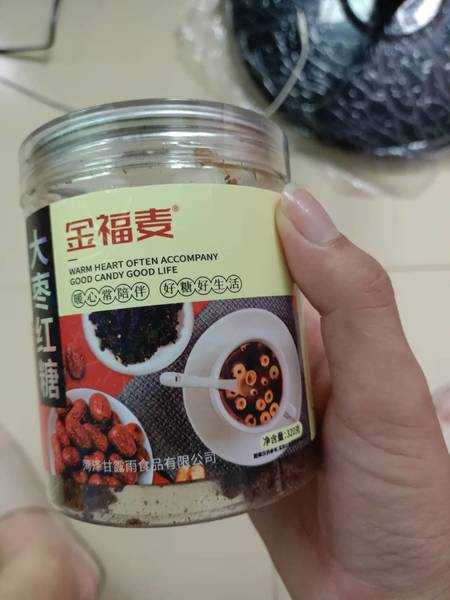 金福麦®
WARM HEART OFTEN ACCOMPANY
GOOD CANDY GOOD LIFE
暖心常陪伴 好糖好生活
大枣红糖
净含量:320克
菏泽甘露雨食品有限公司